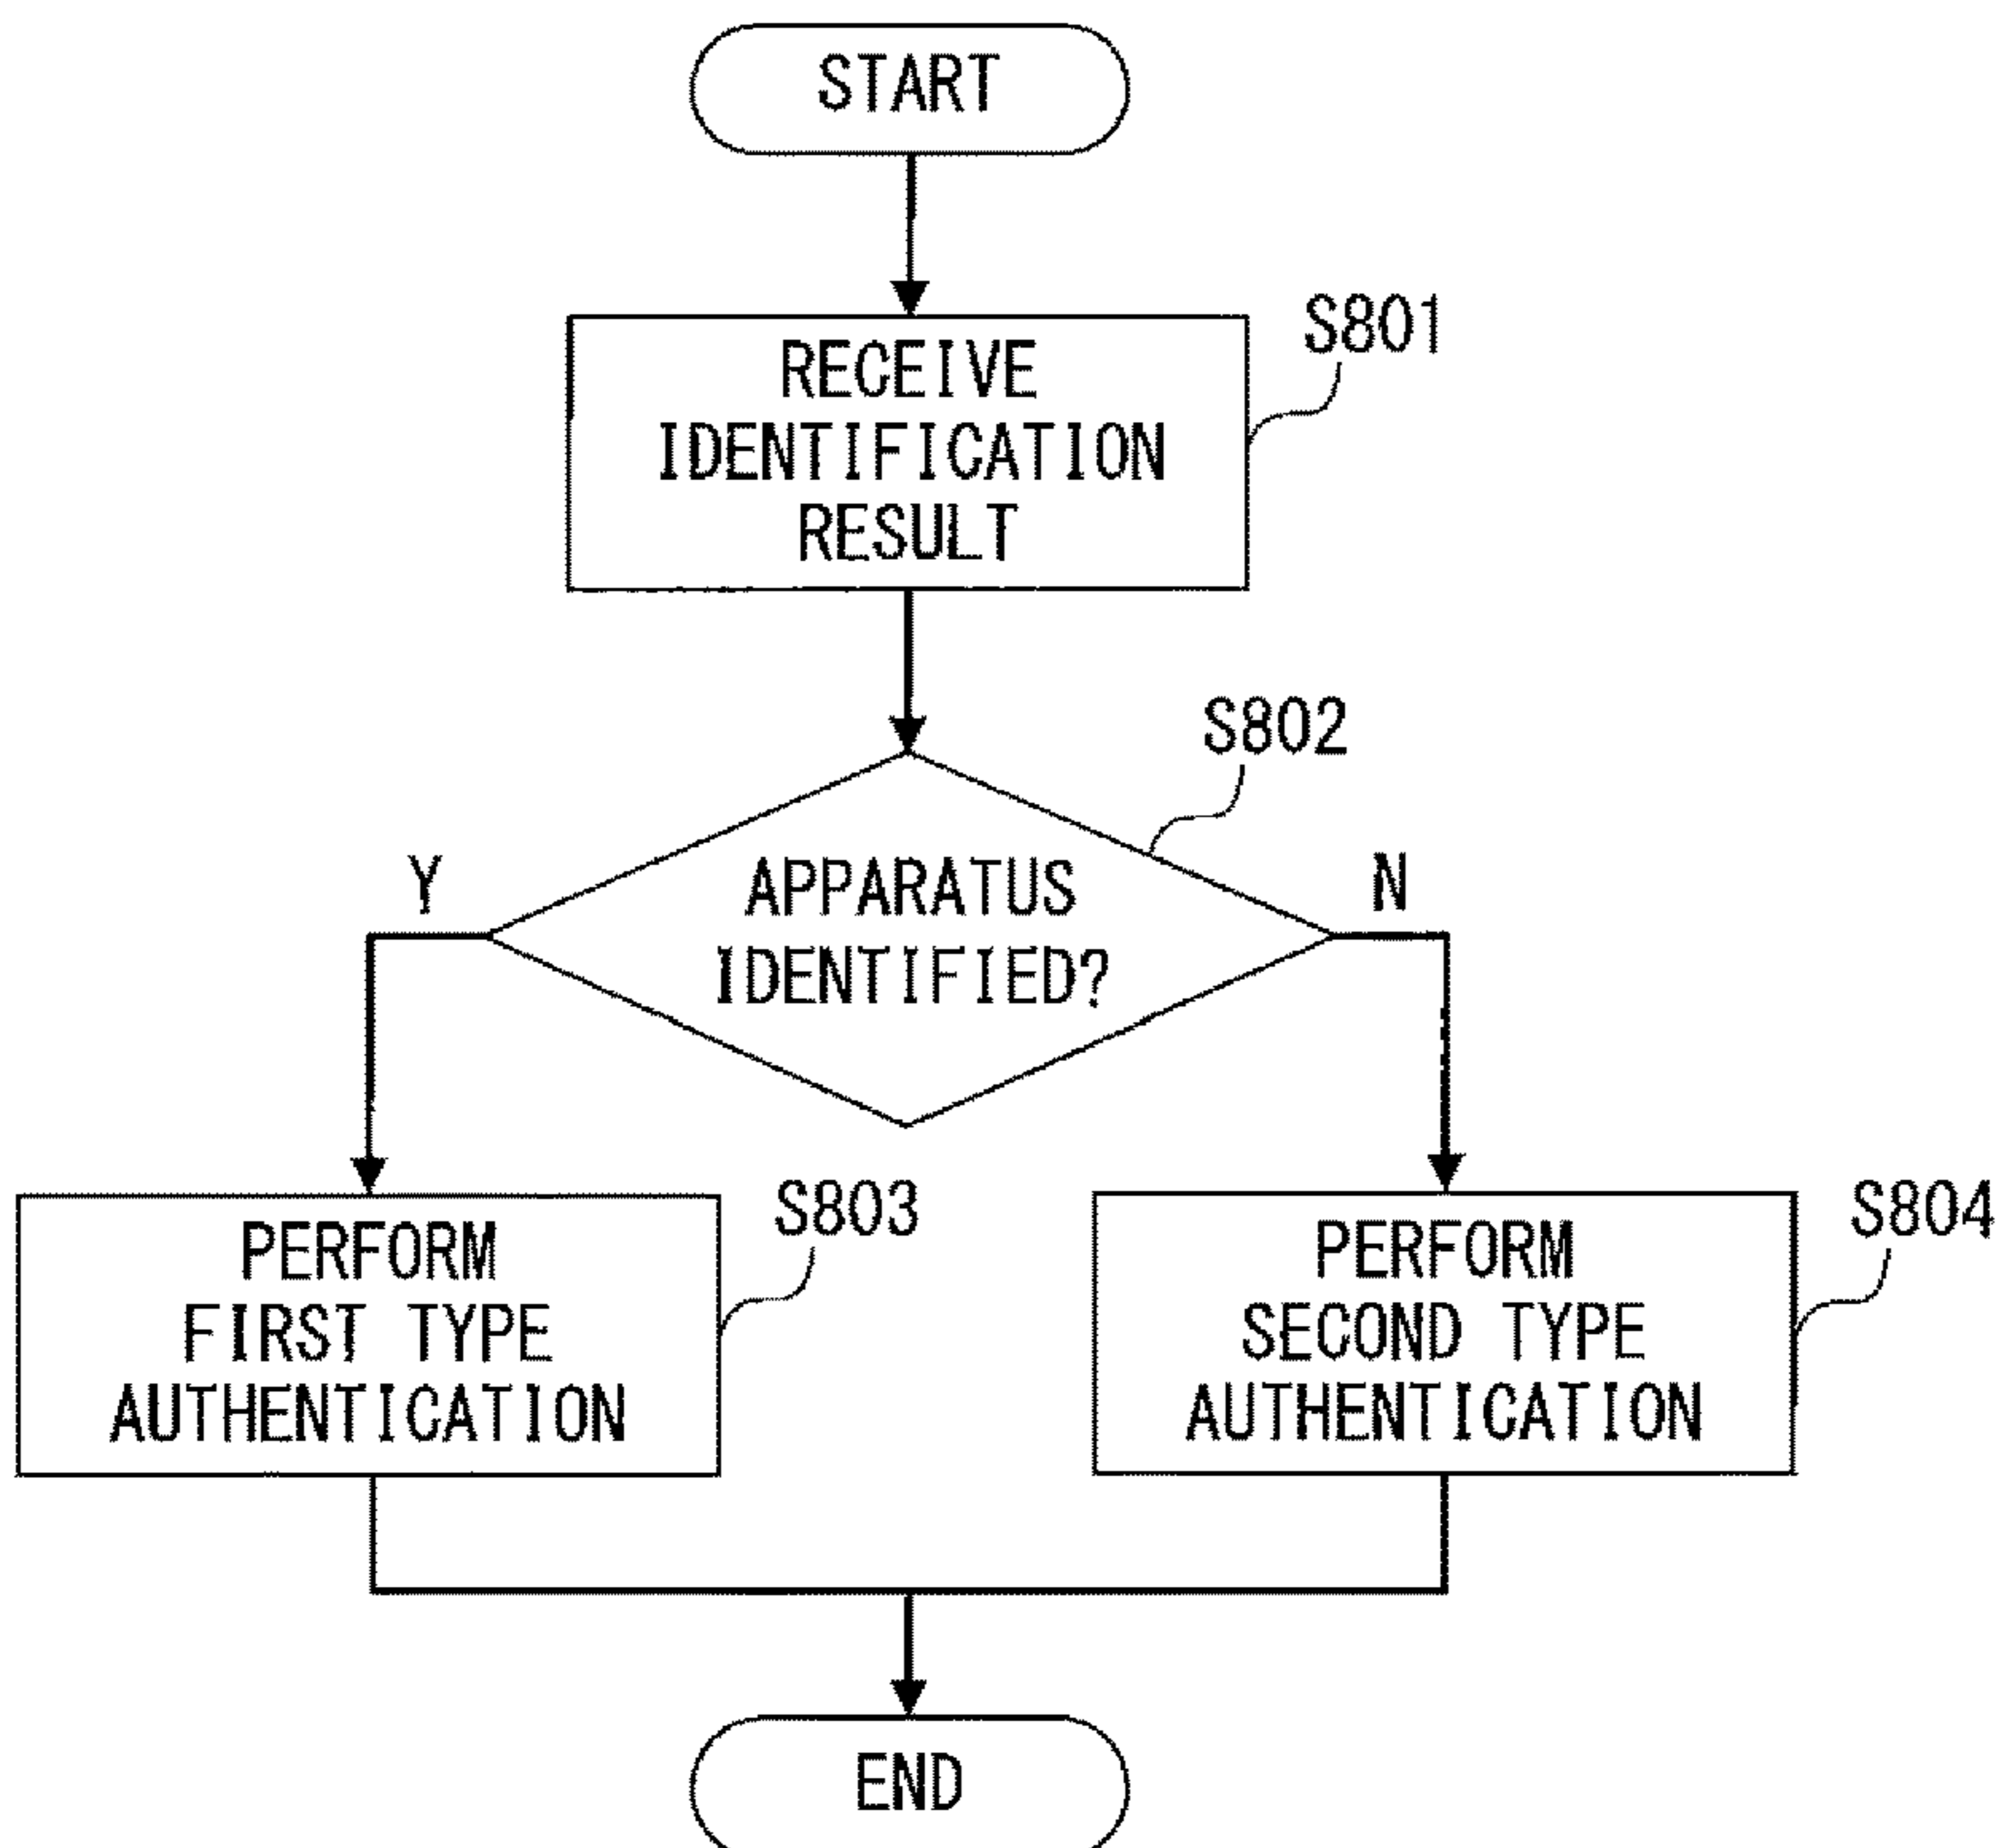 START
RECEIVE
IDENTIFICATION
RESULT
S801
S802
APPARATUS
IDENTIFIED?
Y
N
PERFORM
FIRST TYPE
AUTHENTICATION
S803
PERFORM
SECOND TYPE
AUTHENTICATION
S804
END